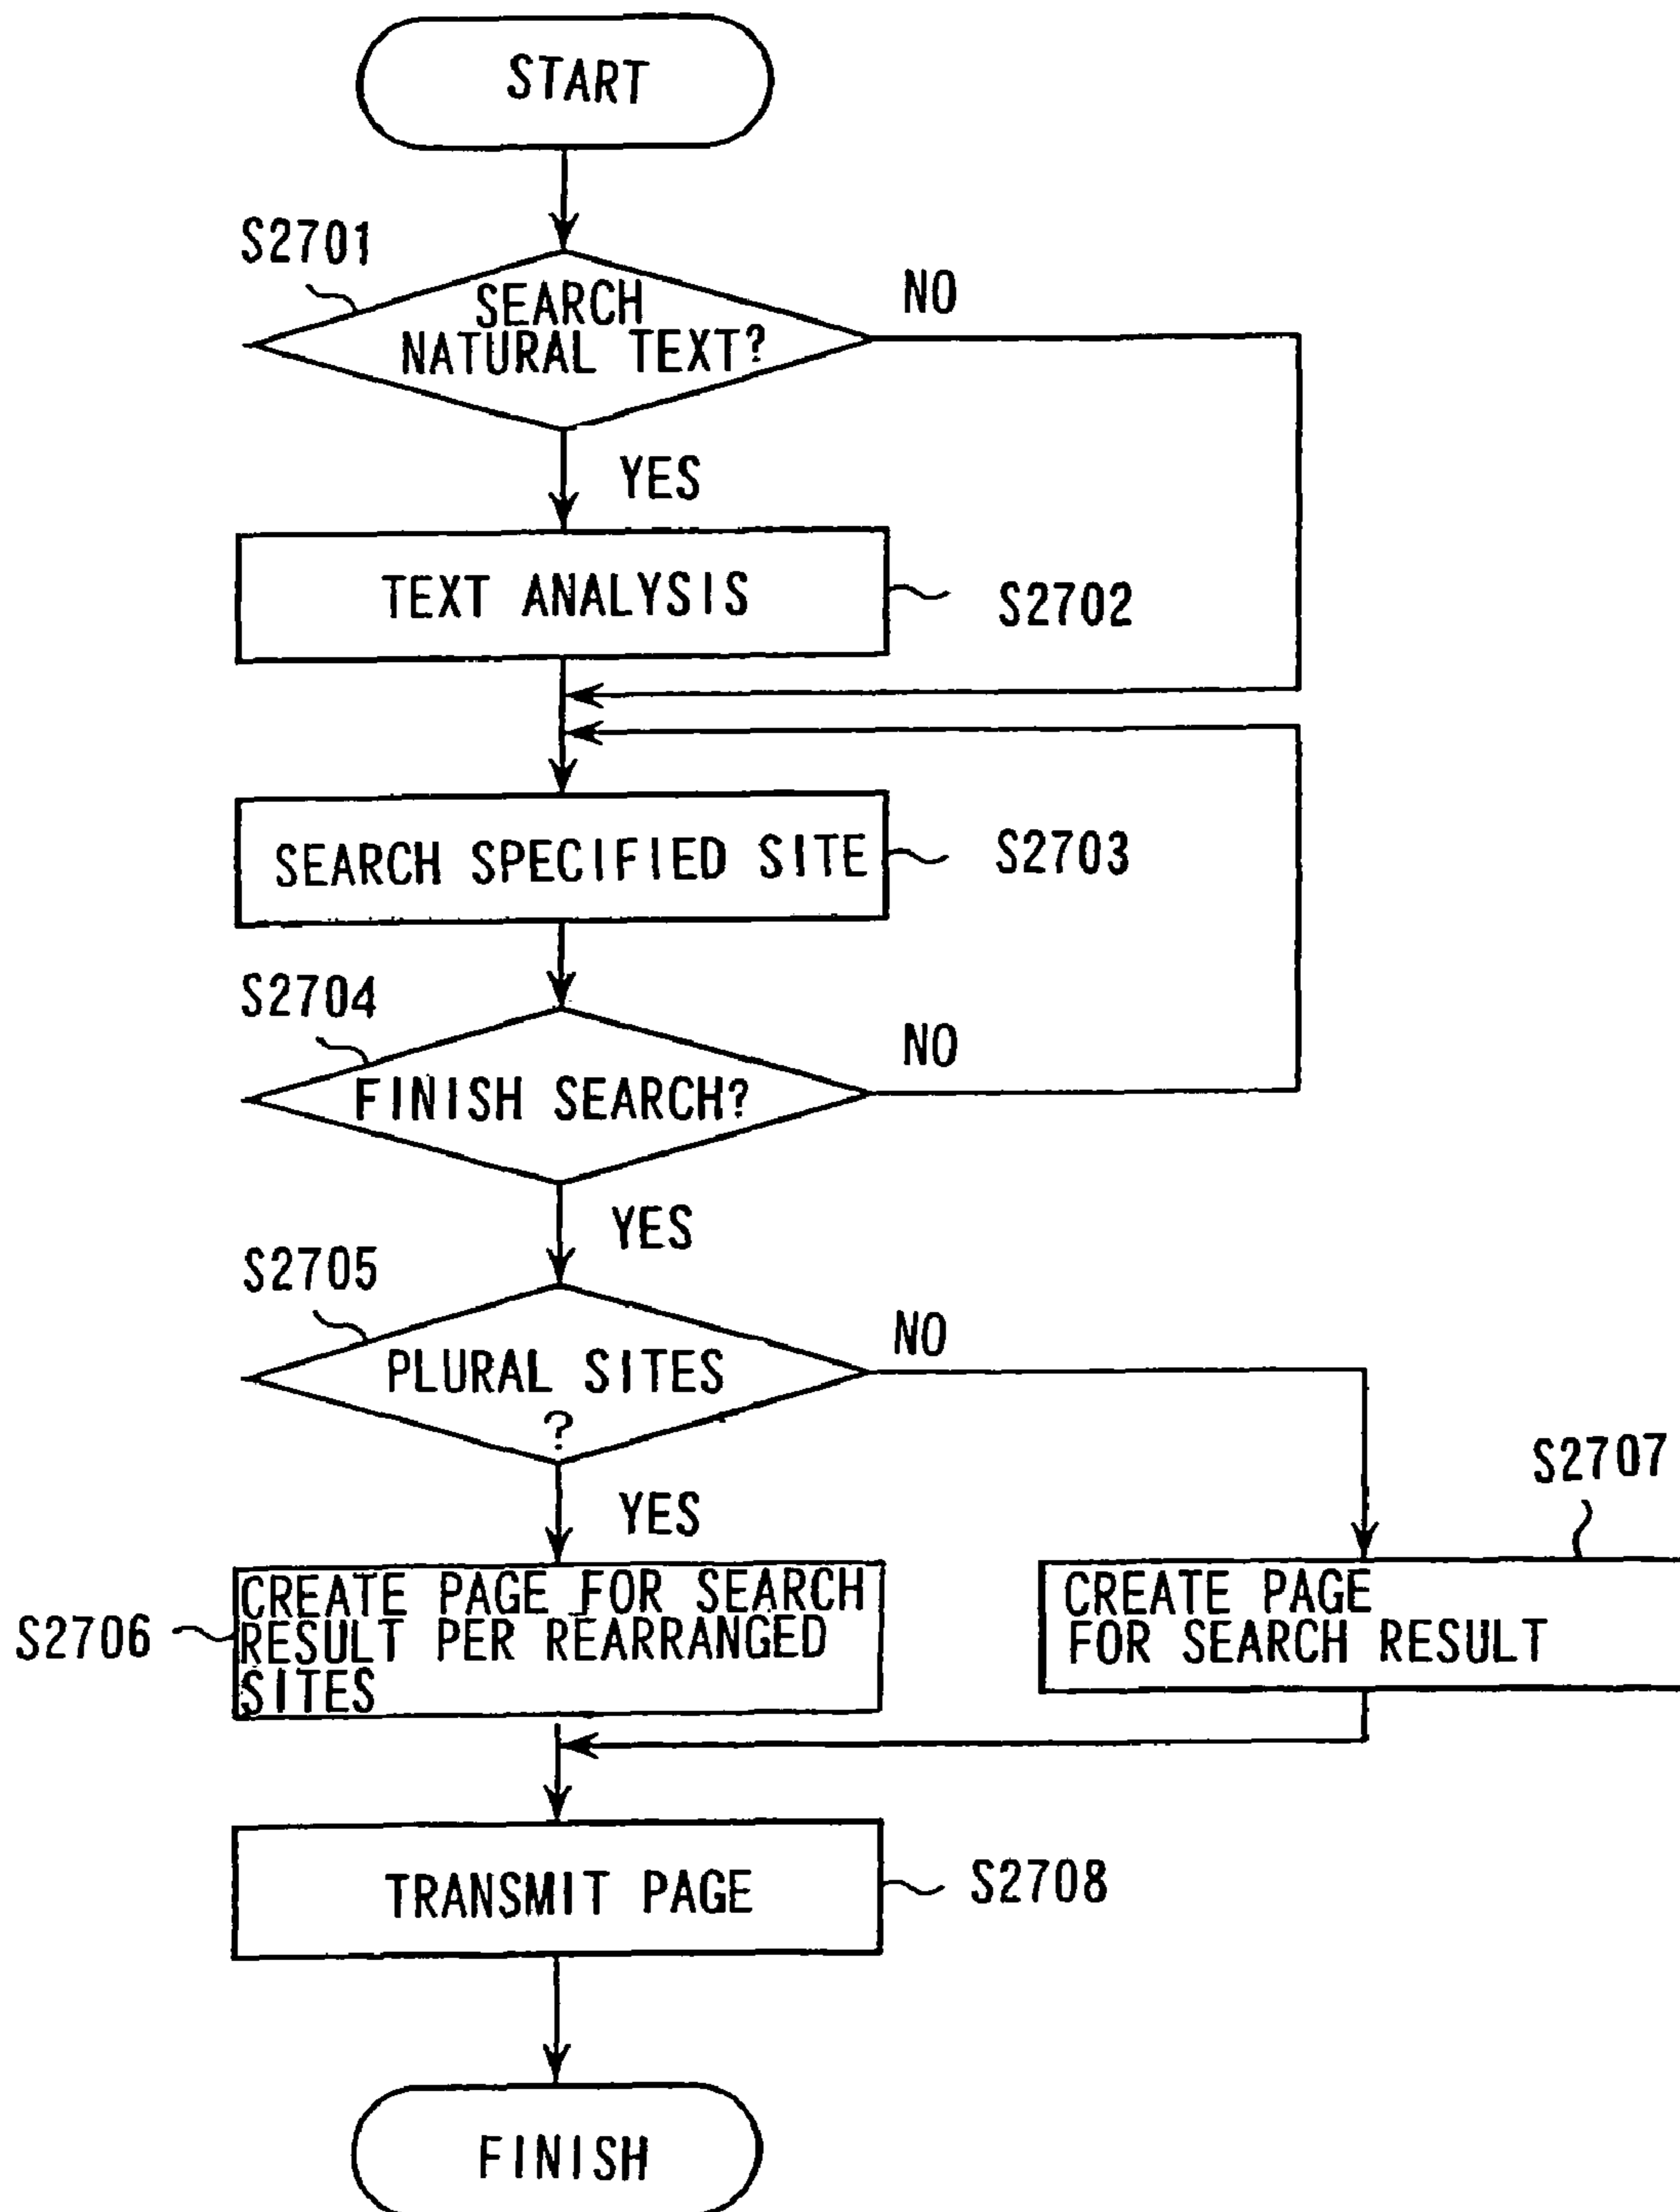 START
S2701
SEARCH
NATURAL TEXT?
NO
YES
TEXT ANALYSIS
S2702
SEARCH SPECIFIED SITE
S2703
S2704
FINISH SEARCH?
NO
YES
S2705
PLURAL SITES
?
NO
YES
S2706
CREATE PAGE FOR SEARCH
RESULT PER REARRANGED
SITES
S2707
CREATE PAGE
FOR SEARCH RESULT
TRANSMIT PAGE
S2708
FINISH